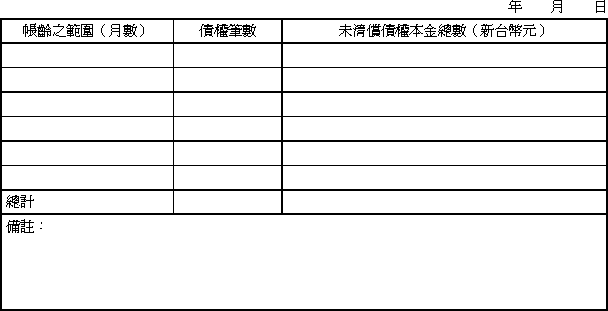 年　月　日
帳齡之範圍（月數） 債權筆數 未清償債權本金總數（新台幣元）
總計
備註：